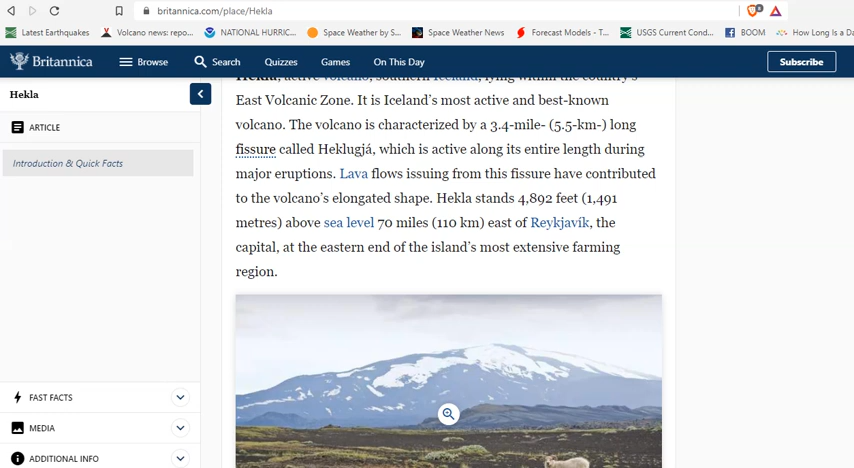 britannica.com/place/Hekla
Latest Earthquakes
Volcano news: repo...
NATIONAL HURRIC...
Space Weather by S...
Space Weather News
Forecast Models - T...
USGS Current Cond...
BOOM
How Long Is a Da
Britannica
Browse
Search
Quizzes
Games
On This Day
Subscribe
Hekla
ARTICLE
Introduction & Quick Facts
FAST FACTS
MEDIA
ADDITIONAL INFO
Hekla, active volcano, southern Iceland, lying within the country's
East Volcanic Zone. It is Iceland’s most active and best-known
volcano. The volcano is characterized by a 3.4-mile- (5.5-km-) long
fissure called Heklugjá, which is active along its entire length during
major eruptions. Lava flows issuing from this fissure have contributed
to the volcano’s elongated shape. Hekla stands 4,892 feet (1,491
metres) above sea level 70 miles (110 km) east of Reykjavík, the
capital, at the eastern end of the island’s most extensive farming
region.